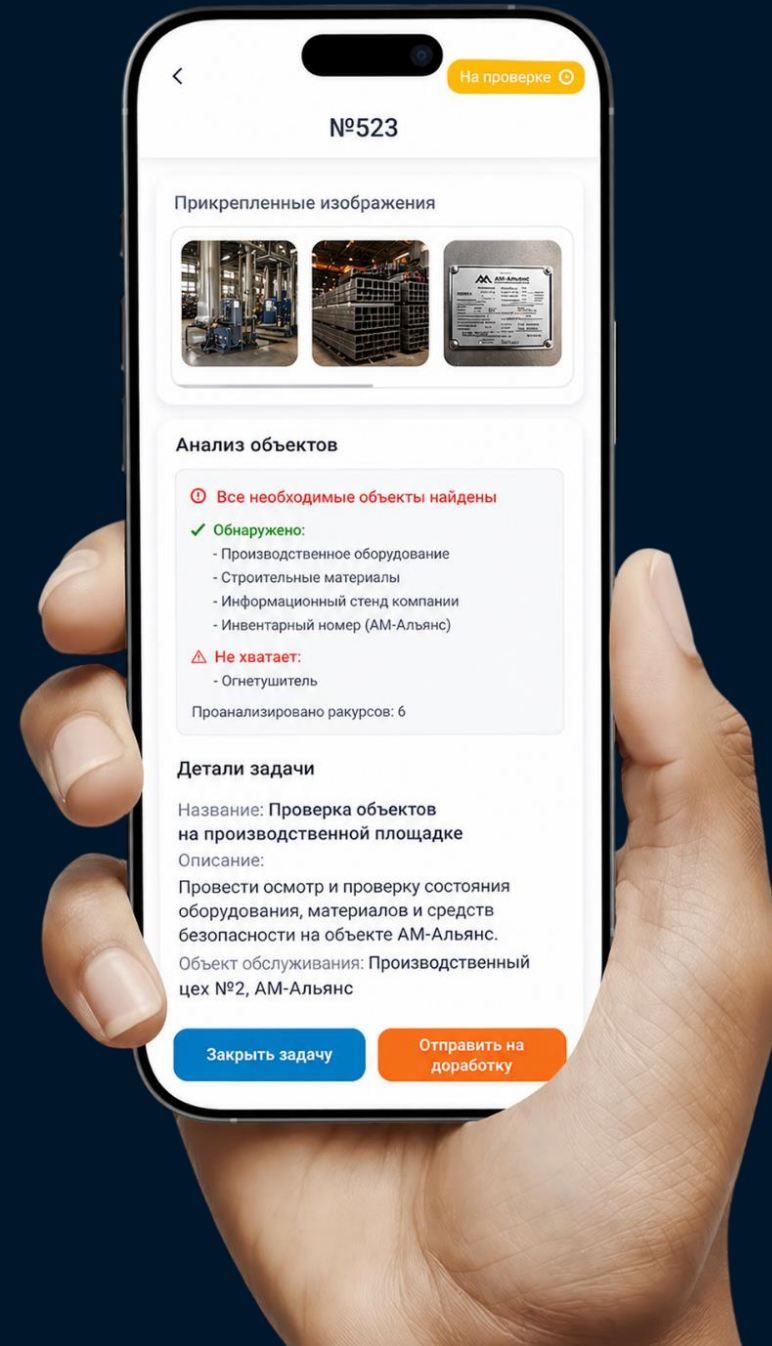 На проверке
№523
Прикрепленные изображения
АМ-Альянс
Анализ объектов
Все необходимые объекты найдены
Обнаружено:
- Производственное оборудование
- Строительные материалы
- Информационный стенд компании
- Инвентарный номер (АМ-Альянс)
Не хватает:
- Огнетушитель
Проанализировано ракурсов: 6
Детали задачи
Название: Проверка объектов
на производственной площадке
Описание:
Провести осмотр и проверку состояния
оборудования, материалов и средств
безопасности на объекте АМ-Альянс.
Объект обслуживания: Производственный
цех №2, АМ-Альянс
Закрыть задачу
Отправить на
доработку